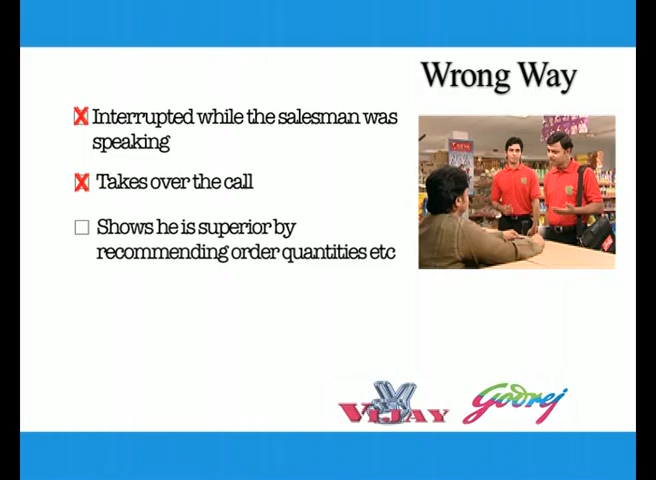 Wrong Way
Interrupted while the salesman was
speaking
Takes over the call
Shows he is superior by
recommending order quantities etc
VIJAY
Godrej